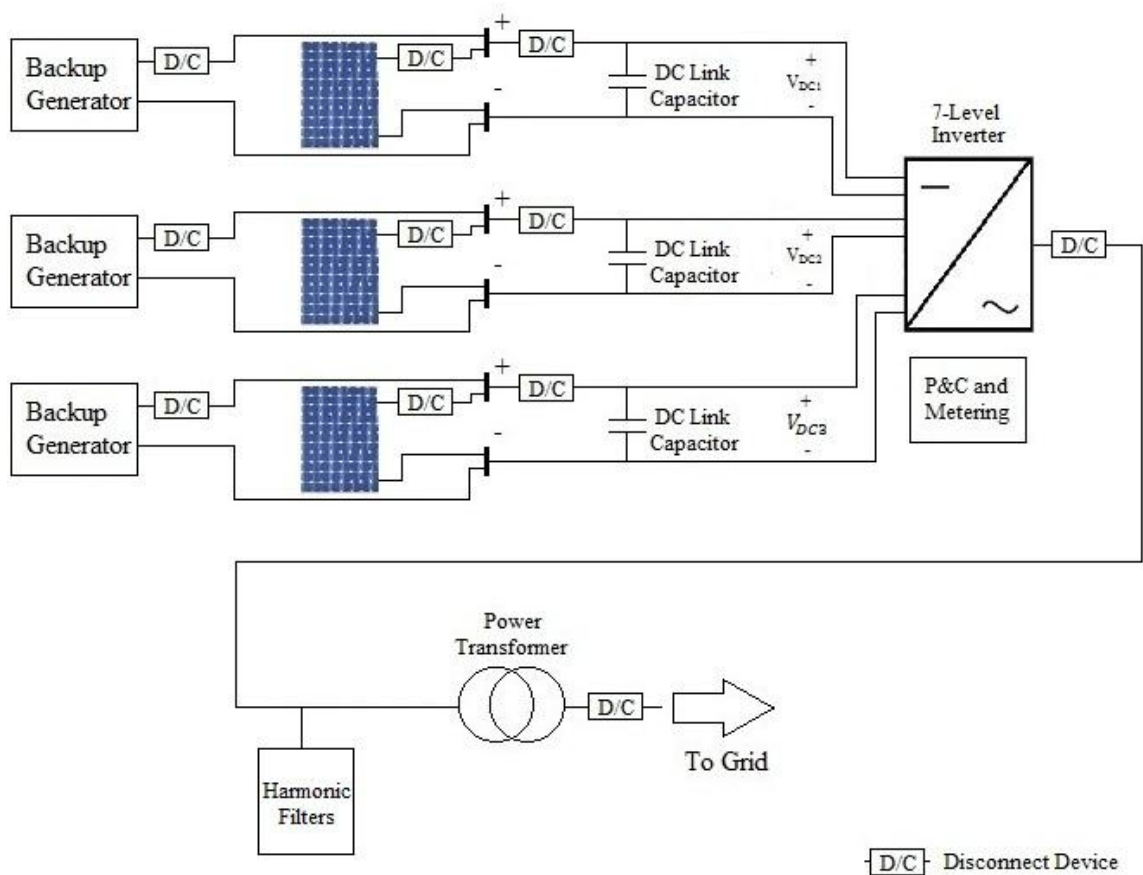 Backup
Generator
D/C
D/C
+
-
D/C
DC Link
Capacitor
+
VDC1
-
7-Level
Inverter
D/C
Backup
Generator
D/C
D/C
+
-
D/C
DC Link
Capacitor
+
VDC2
-
P&C and
Metering
Backup
Generator
D/C
D/C
+
-
D/C
DC Link
Capacitor
+
VDC3
-
Power
Transformer
D/C
To Grid
Harmonic
Filters
D/C Disconnect Device